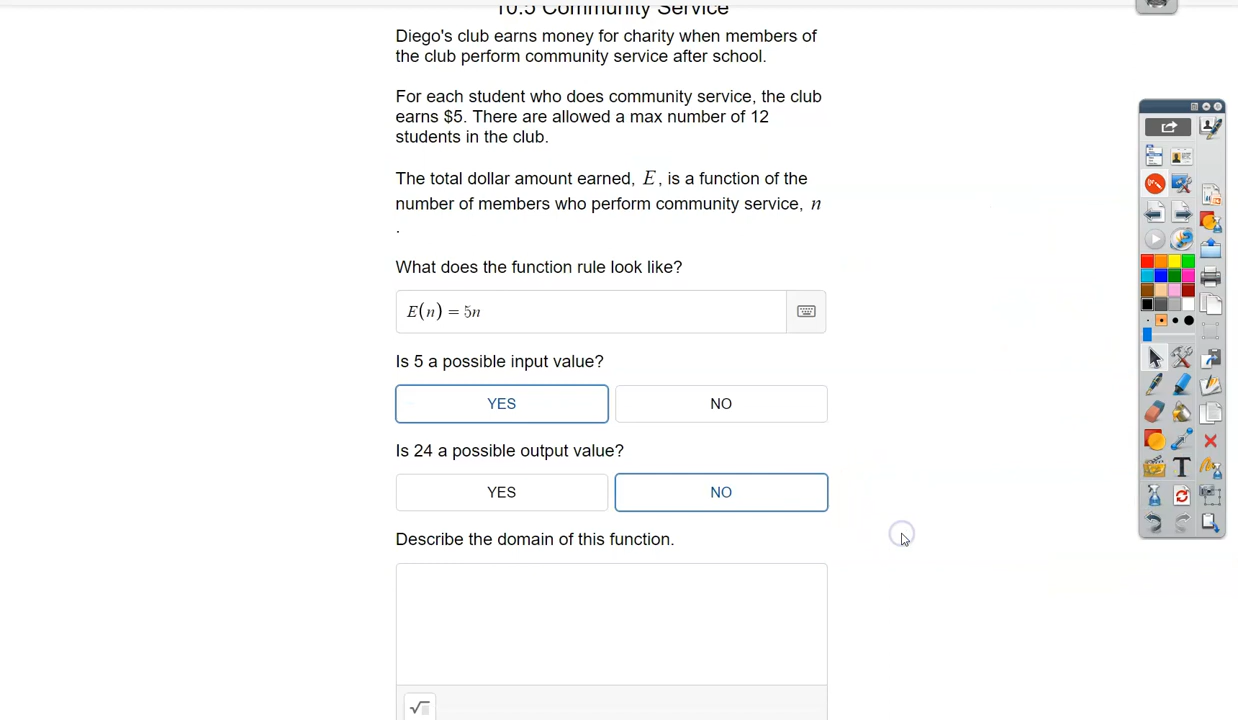 10.5 Community Service
Diego's club earns money for charity when members of
the club perform community service after school.
For each student who does community service, the club
earns $5. There are allowed a max number of 12
students in the club.
The total dollar amount earned, E, is a function of the
number of members who perform community service, n
.
What does the function rule look like?
E(n) = 5n
Is 5 a possible input value?
YES NO
Is 24 a possible output value?
YES NO
Describe the domain of this function.